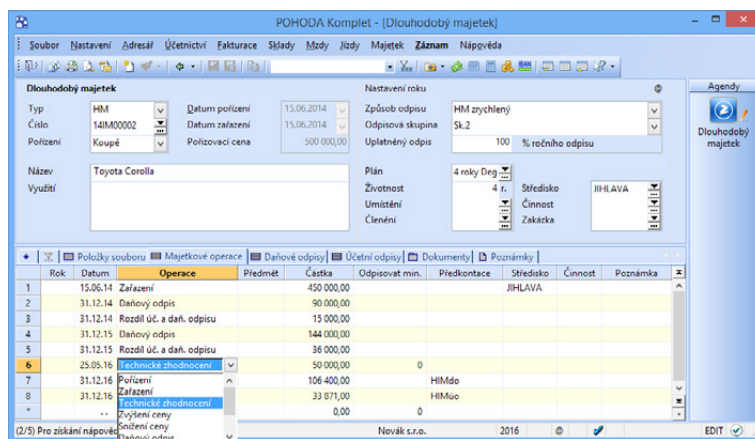 POHODA Komplet - [Dlouhodobý majetek]
Soubor Nastavení Adresář Účetnictví Fakturace Sklady Mzdy Jízdy Majetek Záznam Nápověda
Dlouhodobý majetek
Nastavení roku
@
Agendy
Typ HM Datum pořízení 15.06.2014 Způsob odpisu HM zrychlený
Číslo 14IM00002 Datum zařazení 15.06.2014 Odpisová skupina Sk.2
Dlouhodobý majetek
Pořízení Koupě Pořizovací cena 500 000,00 Uplatněný odpis 100 % ročního odpisu
Název Toyota Corolla Plán 4 roky Deg
Využití Životnost 4 r. Středisko JIHLAVA
Umístění Činnost
Členění Zakázka
Položky souboru Majetkové operace Daňové odpisy Účetní odpisy Dokumenty Poznámky
Rok Datum Operace Předmět Částka Odpisovat min. Předkontace Středisko Činnost Poznámka
1 15.06.14 Zařazení 450 000,00 JIHLAVA
2 31.12.14 Daňový odpis 90 000,00
3 31.12.14 Rozdíl úč. a daň. odpisu 15 000,00
4 31.12.15 Daňový odpis 144 000,00
5 31.12.15 Rozdíl úč. a daň. odpisu 36 000,00
6 25.05.16 Technické zhodnocení 50 000,00 0
7 31.12.16 Pořízení 106 400,00 HIMdo
Zařazení
8 31.12.16 33 871,00 HIMúo
Technické zhodnocení
* . . Zvýšení ceny 0,00 0
Snížení ceny
(2/5) Pro získání nápověd Novák s.r.o. 2016 @ EDIT
Daňový odpis